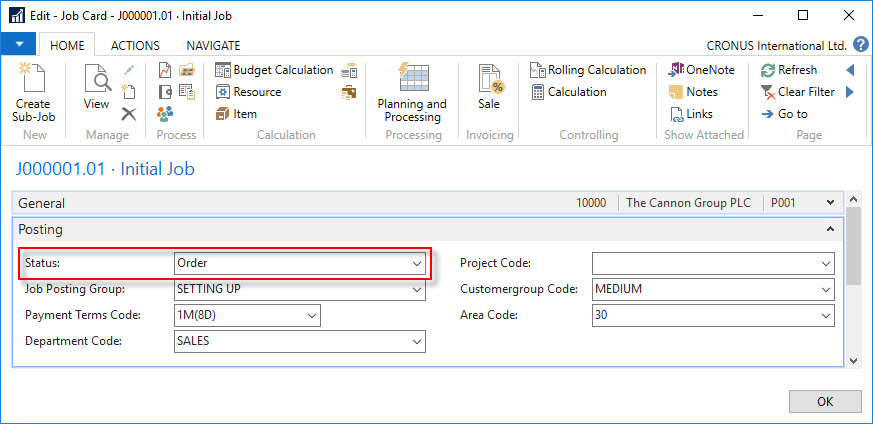 Edit - Job Card - J000001.01 · Initial Job
HOME ACTIONS NAVIGATE CRONUS International Ltd. ?
Create Sub-Job
New
View
Manage
Process
Budget Calculation
Resource
Item
Calculation
Planning and Processing
Processing
Sale
Invoicing
Rolling Calculation
Calculation
Controlling
OneNote
Notes
Links
Show Attached
Refresh
Clear Filter
Go to
Page
J000001.01 · Initial Job
General 10000 The Cannon Group PLC P001
Posting
Status: Order Project Code:
Job Posting Group: SETTING UP Customergroup Code: MEDIUM
Payment Terms Code: 1M(8D) Area Code: 30
Department Code: SALES
OK